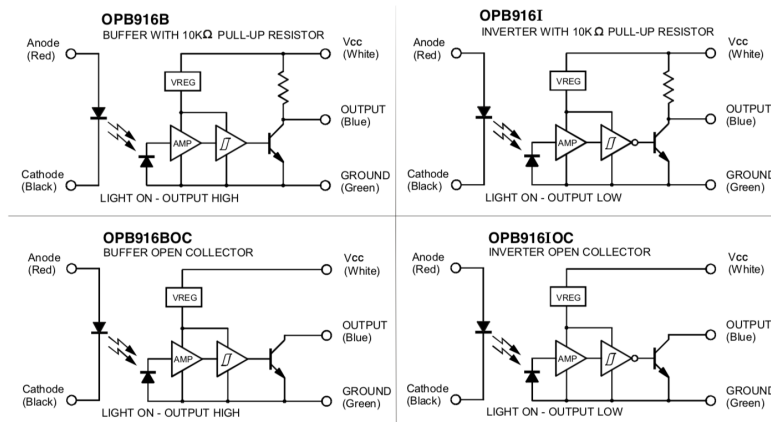 OPB916B
BUFFER WITH 10KΩ PULL-UP RESISTOR
Anode
(Red)
Vcc
(White)
VREG
OUTPUT
(Blue)
AMP
Cathode
(Black)
GROUND
(Green)
LIGHT ON - OUTPUT HIGH
OPB916I
INVERTER WITH 10KΩ PULL-UP RESISTOR
Anode
(Red)
Vcc
(White)
VREG
OUTPUT
(Blue)
AMP
Cathode
(Black)
GROUND
(Green)
LIGHT ON - OUTPUT LOW
OPB916BOC
BUFFER OPEN COLLECTOR
Anode
(Red)
Vcc
(White)
VREG
OUTPUT
(Blue)
AMP
Cathode
(Black)
GROUND
(Green)
LIGHT ON - OUTPUT HIGH
OPB916IOC
INVERTER OPEN COLLECTOR
Anode
(Red)
Vcc
(White)
VREG
OUTPUT
(Blue)
AMP
Cathode
(Black)
GROUND
(Green)
LIGHT ON - OUTPUT LOW